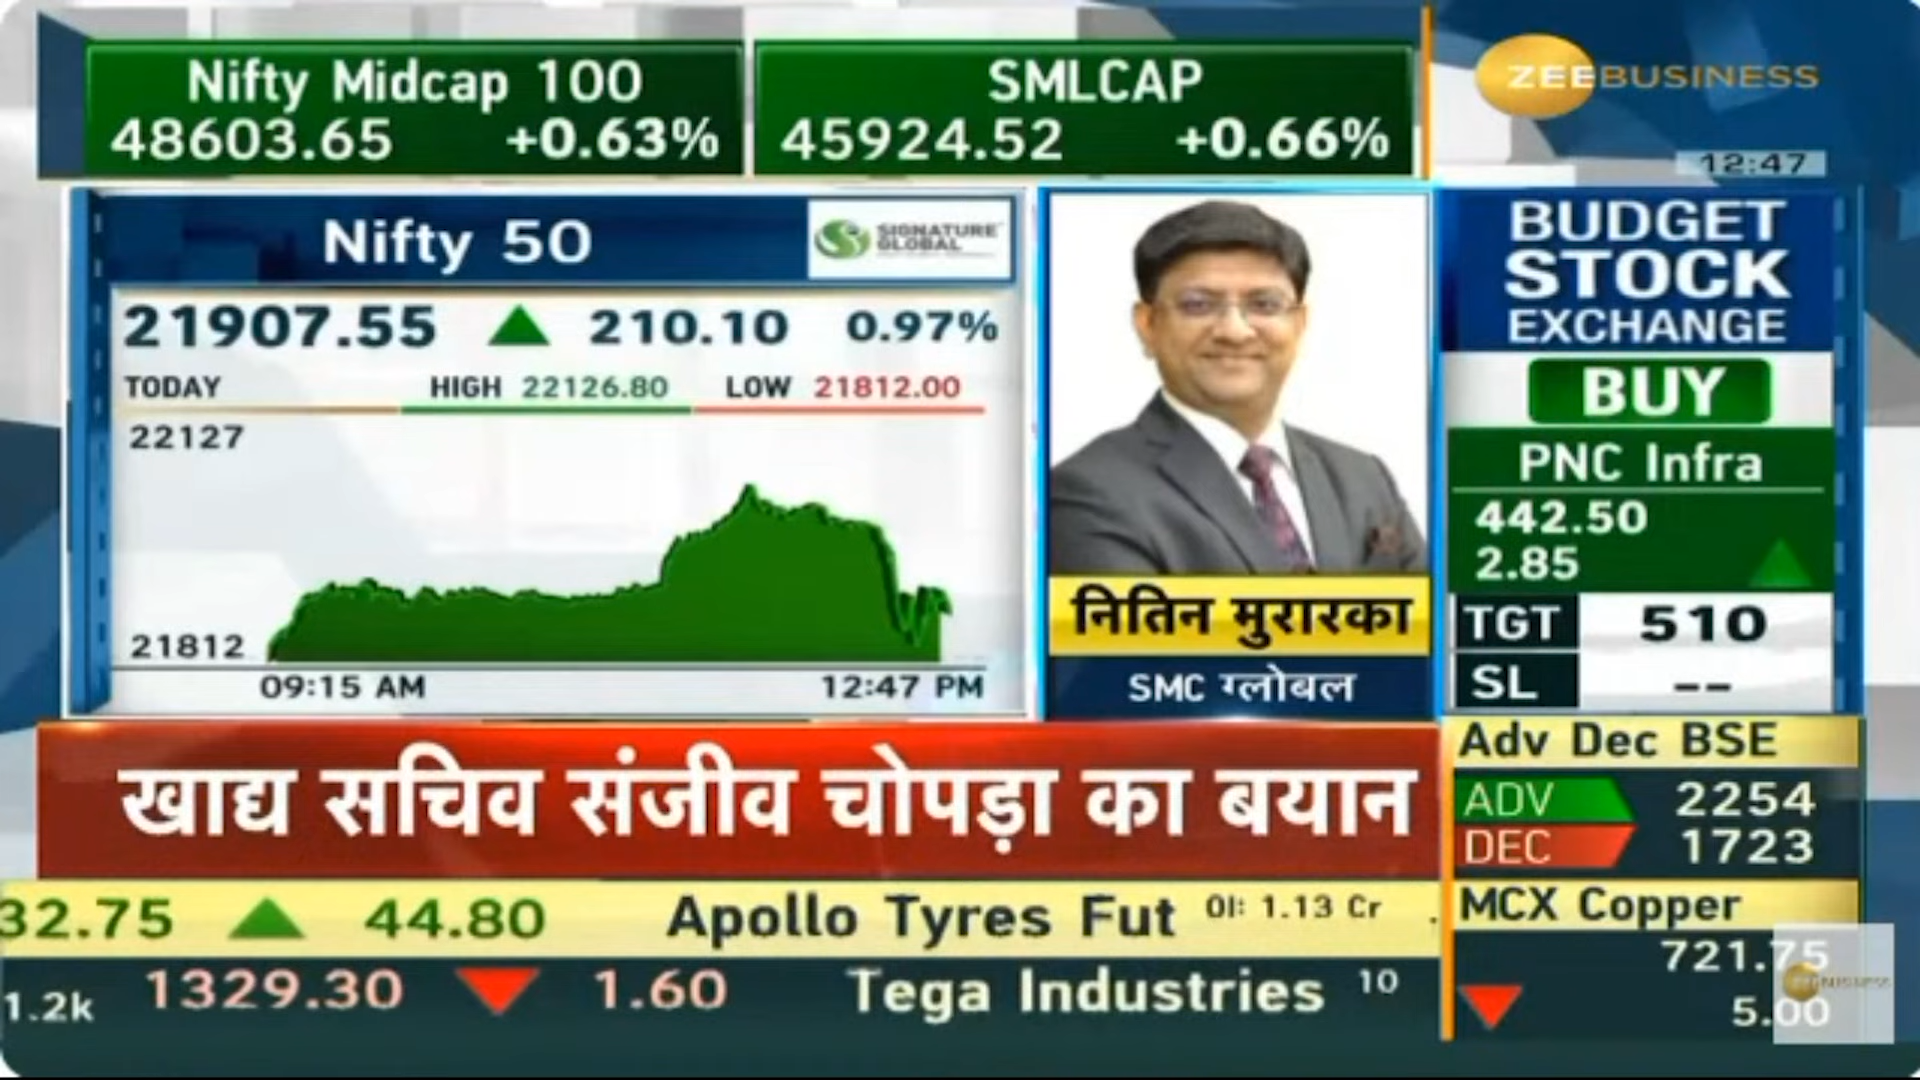 Nifty Midcap 100
48603.65 +0.63%
SMLCAP
45924.52 +0.66%
ZEEBUSINESS
12:47
Nifty 50
SIGNATURE
GLOBAL
21907.55 210.10 0.97%
TODAY HIGH 22126.80 LOW 21812.00
22127
21812
09:15 AM 12:47 PM
नितिन मुरारका
SMC ग्लोबल
BUDGET
STOCK
EXCHANGE
BUY
PNC Infra
442.50
2.85
TGT 510
SL --
खाद्य सचिव संजीव चोपड़ा का बयान
Adv Dec BSE
ADV 2254
DEC 1723
MCX Copper
721.75
5.00
32.75 44.80 Apollo Tyres Fut OI: 1.13 Cr
1.2k 1329.30 1.60 Tega Industries 10